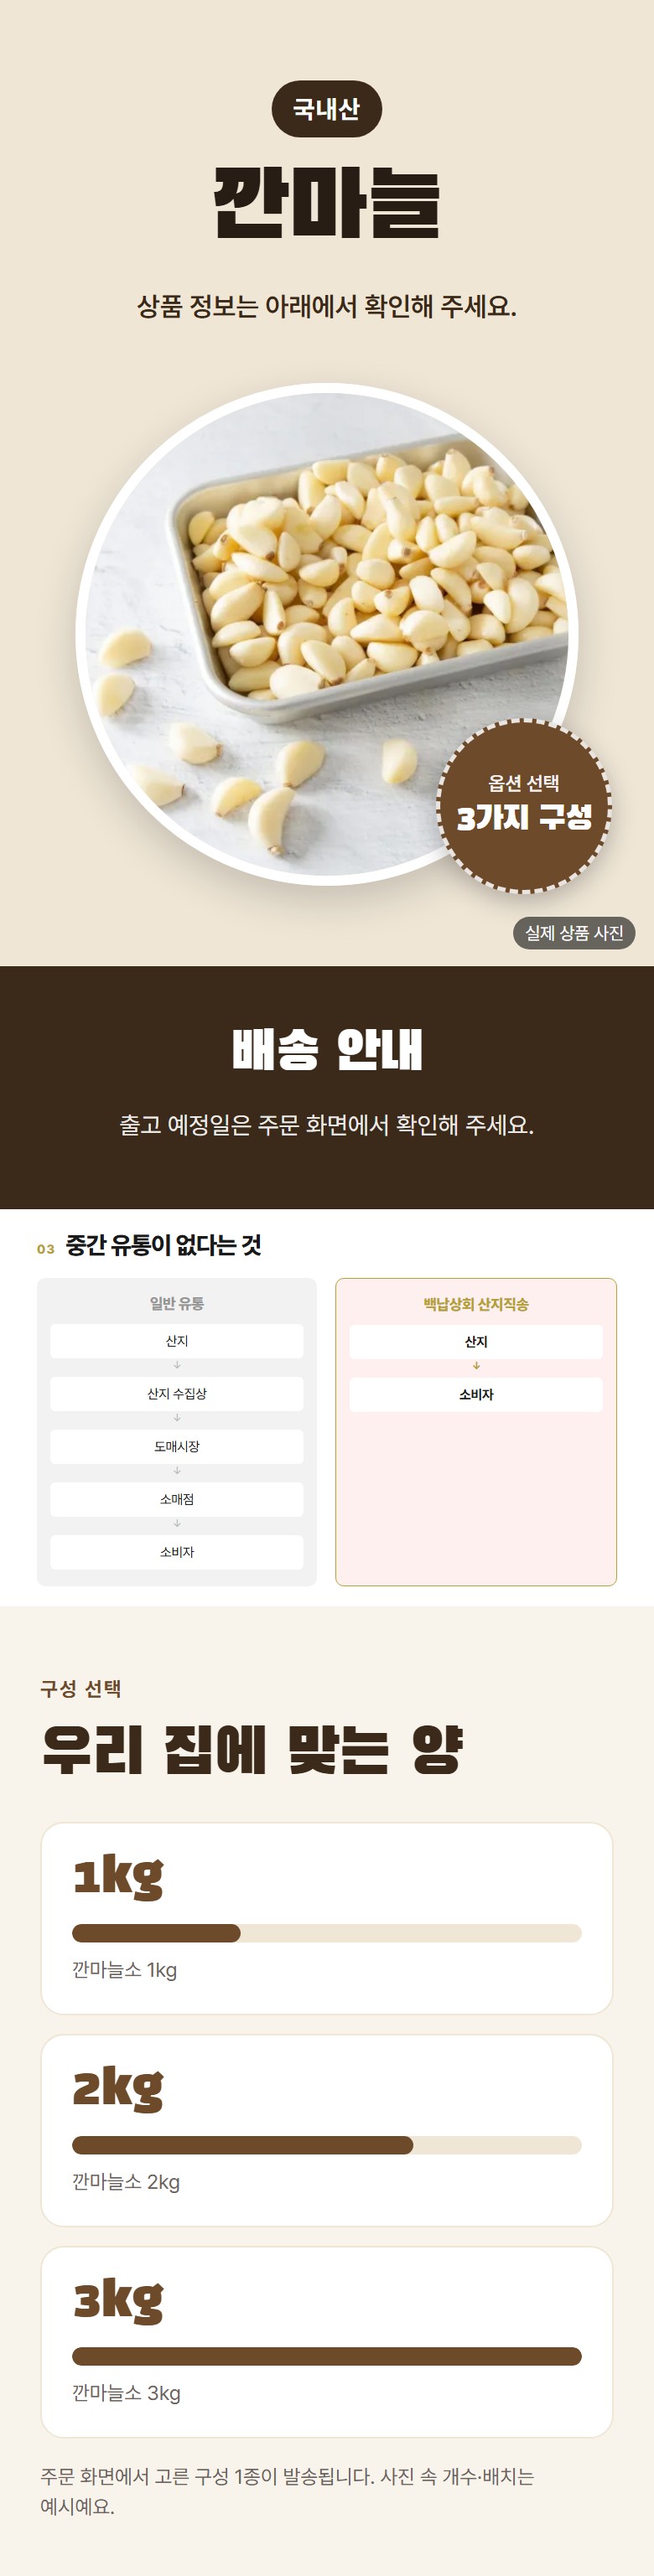 국내산
깐마늘
상품 정보는 아래에서 확인해 주세요.
옵션 선택
3가지 구성
실제 상품 사진
배송 안내
출고 예정일은 주문 화면에서 확인해 주세요.
03 중간 유통이 없다는 것
일반 유통
산지
↓
산지 수집상
↓
도매시장
↓
소매점
↓
소비자
백납상회 산지직송
산지
↓
소비자
구성 선택
우리 집에 맞는 양
1kg
깐마늘소 1kg
2kg
깐마늘소 2kg
3kg
깐마늘소 3kg
주문 화면에서 고른 구성 1종이 발송됩니다. 사진 속 개수·배치는
예시예요.